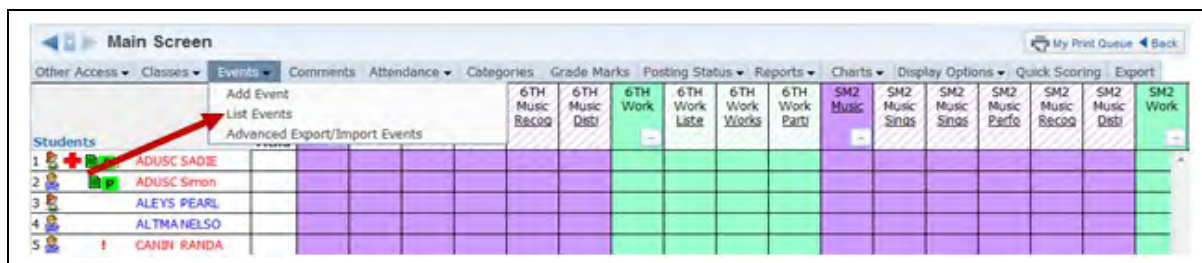 Main Screen
My Print Queue Back
Other Access Classes Events Comments Attendance Categories Grade Marks Posting Status Reports Charts Display Options Quick Scoring Export
Add Event
List Events
Advanced Export/Import Events
6TH 6TH 6TH 6TH 6TH 6TH SM2 SM2 SM2 SM2 SM2 SM2 SM2
Music Music Work Work Work Work Music Music Music Music Music Music Work
Recog Disti Liste Works Parti Sings Sings Perfo Recog Disti
Students
1 p ADUSC SADIE
2 p ADUSC Simon
3 ALEYS PEARL
4 ALTMA NELSO
5 ! CANIN RANDA